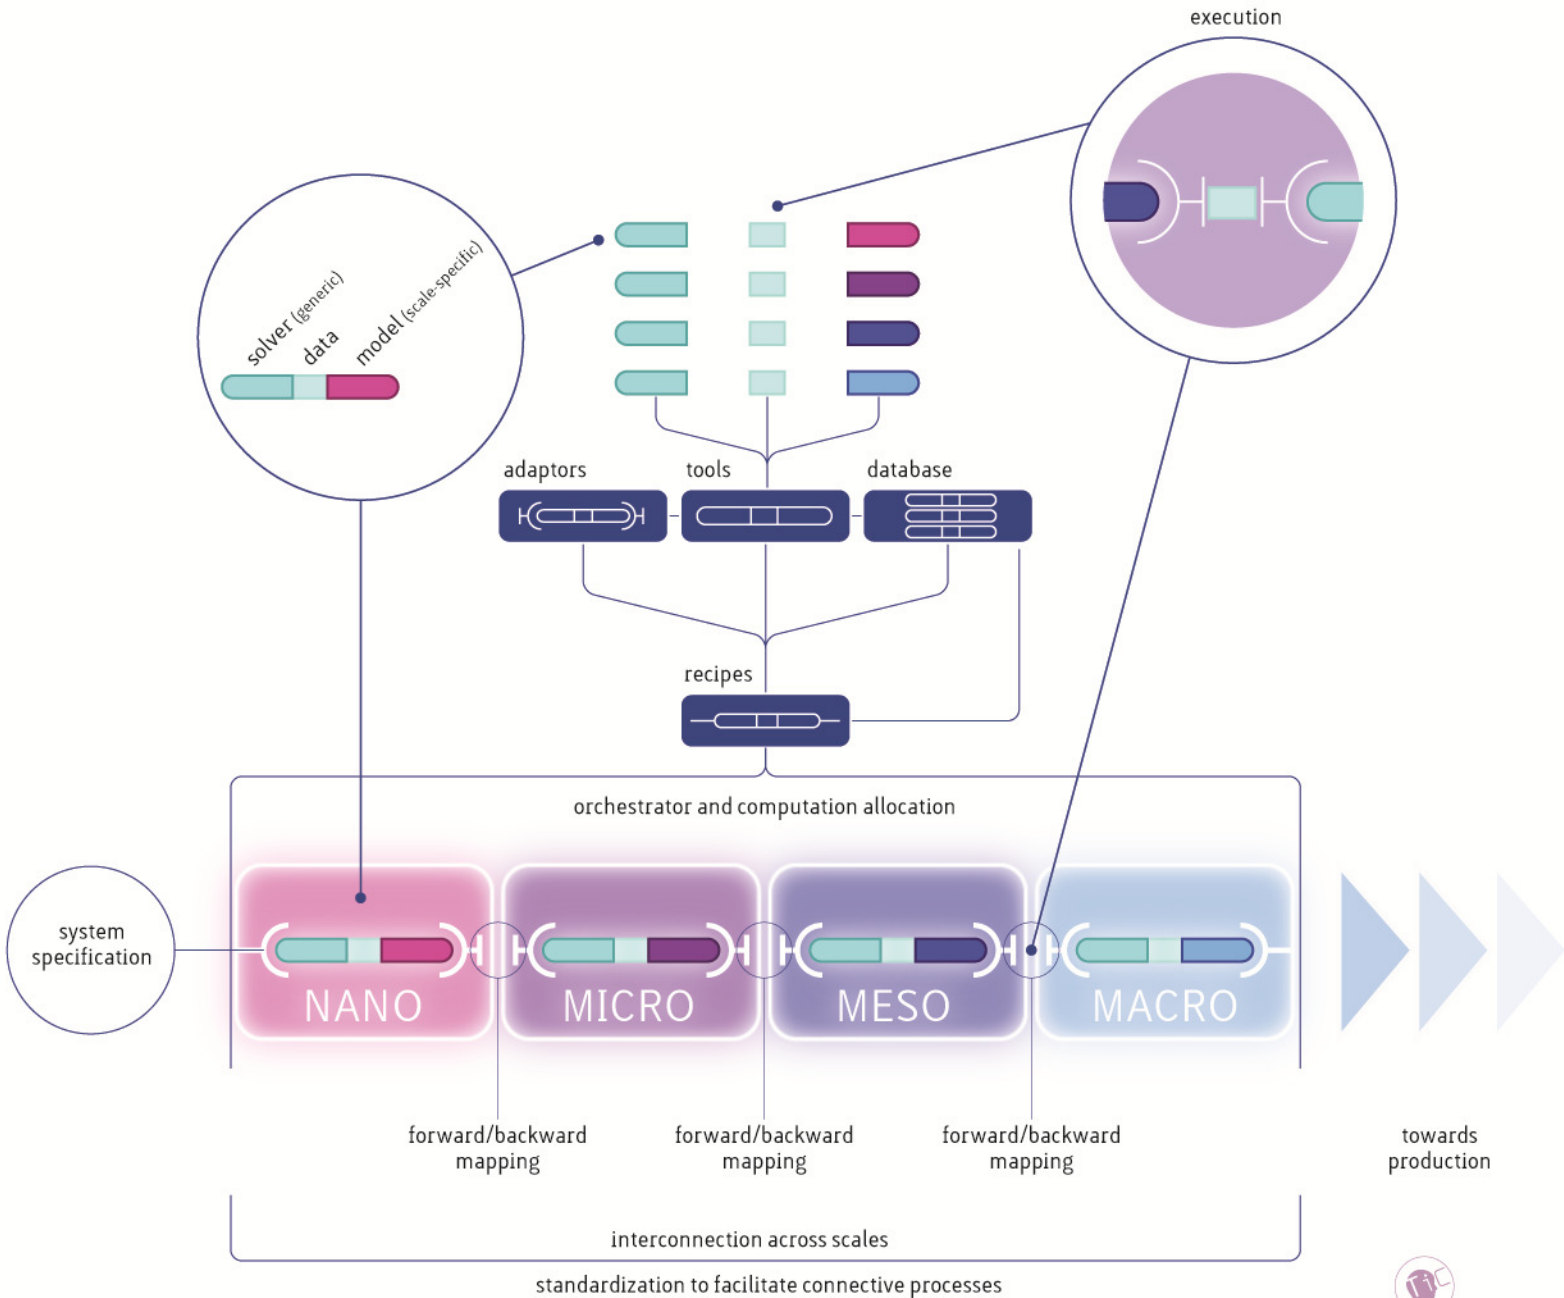 execution
solver (generic)
data
model (scale-specific)
adaptors
tools
database
recipes
orchestrator and computation allocation
system
specification
NANO
MICRO
MESO
MACRO
forward/backward
mapping
forward/backward
mapping
forward/backward
mapping
towards
production
interconnection across scales
standardization to facilitate connective processes
TiC